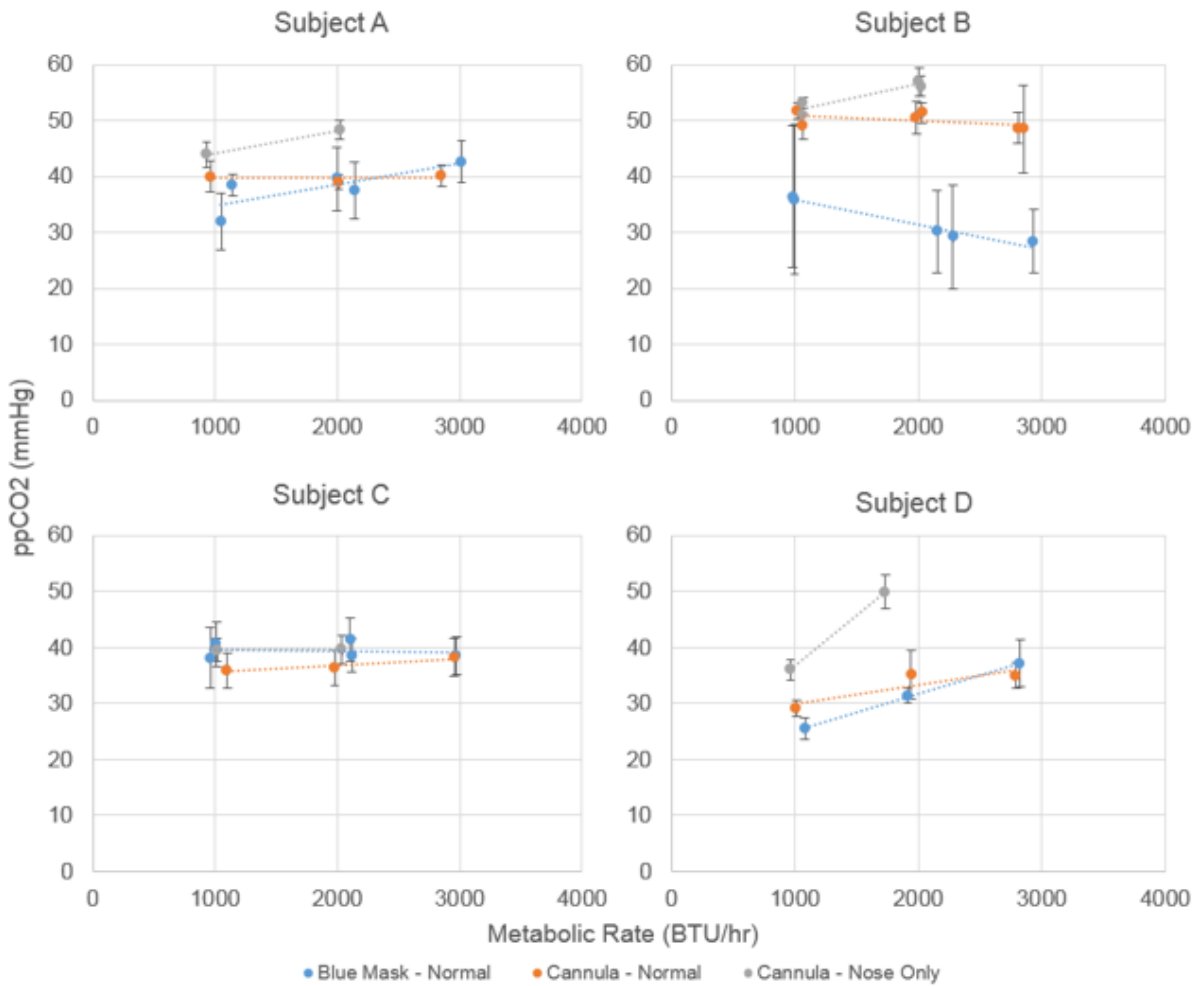 Subject A
Subject B
60
50
40
30
20
10
0
0 1000 2000 3000 4000
60
50
40
30
20
10
0
0 1000 2000 3000 4000
ppCO2 (mmHg)
Subject C
Subject D
60
50
40
30
20
10
0
0 1000 2000 3000 4000
60
50
40
30
20
10
0
0 1000 2000 3000 4000
Metabolic Rate (BTU/hr)
Blue Mask - Normal Cannula - Normal Cannula - Nose Only